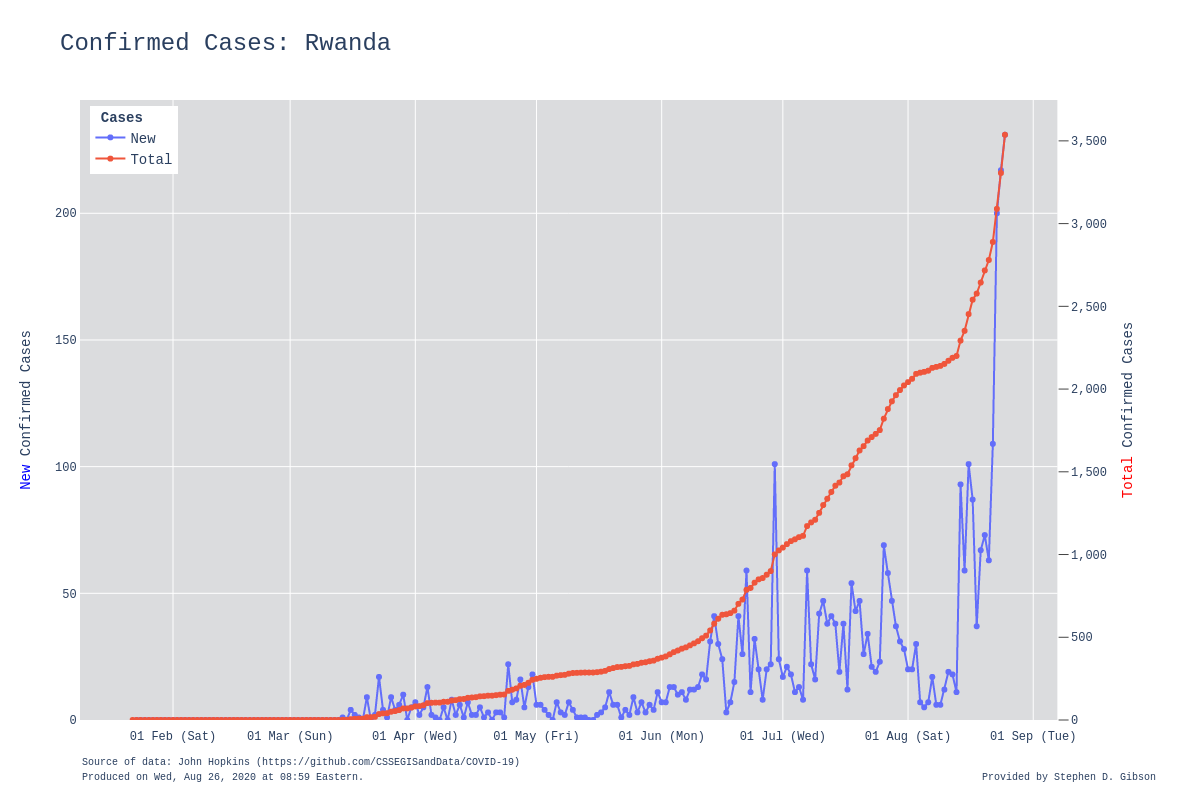 Confirmed Cases: Rwanda
Cases
New
Total
200
150
100
50
0
3,500
3,000
2,500
2,000
1,500
1,000
500
0
New Confirmed Cases
Total Confirmed Cases
01 Feb (Sat)
01 Mar (Sun)
01 Apr (Wed)
01 May (Fri)
01 Jun (Mon)
01 Jul (Wed)
01 Aug (Sat)
01 Sep (Tue)
Source of data: John Hopkins (https://github.com/CSSEGISandData/COVID-19)
Produced on Wed, Aug 26, 2020 at 08:59 Eastern.
Provided by Stephen D. Gibson